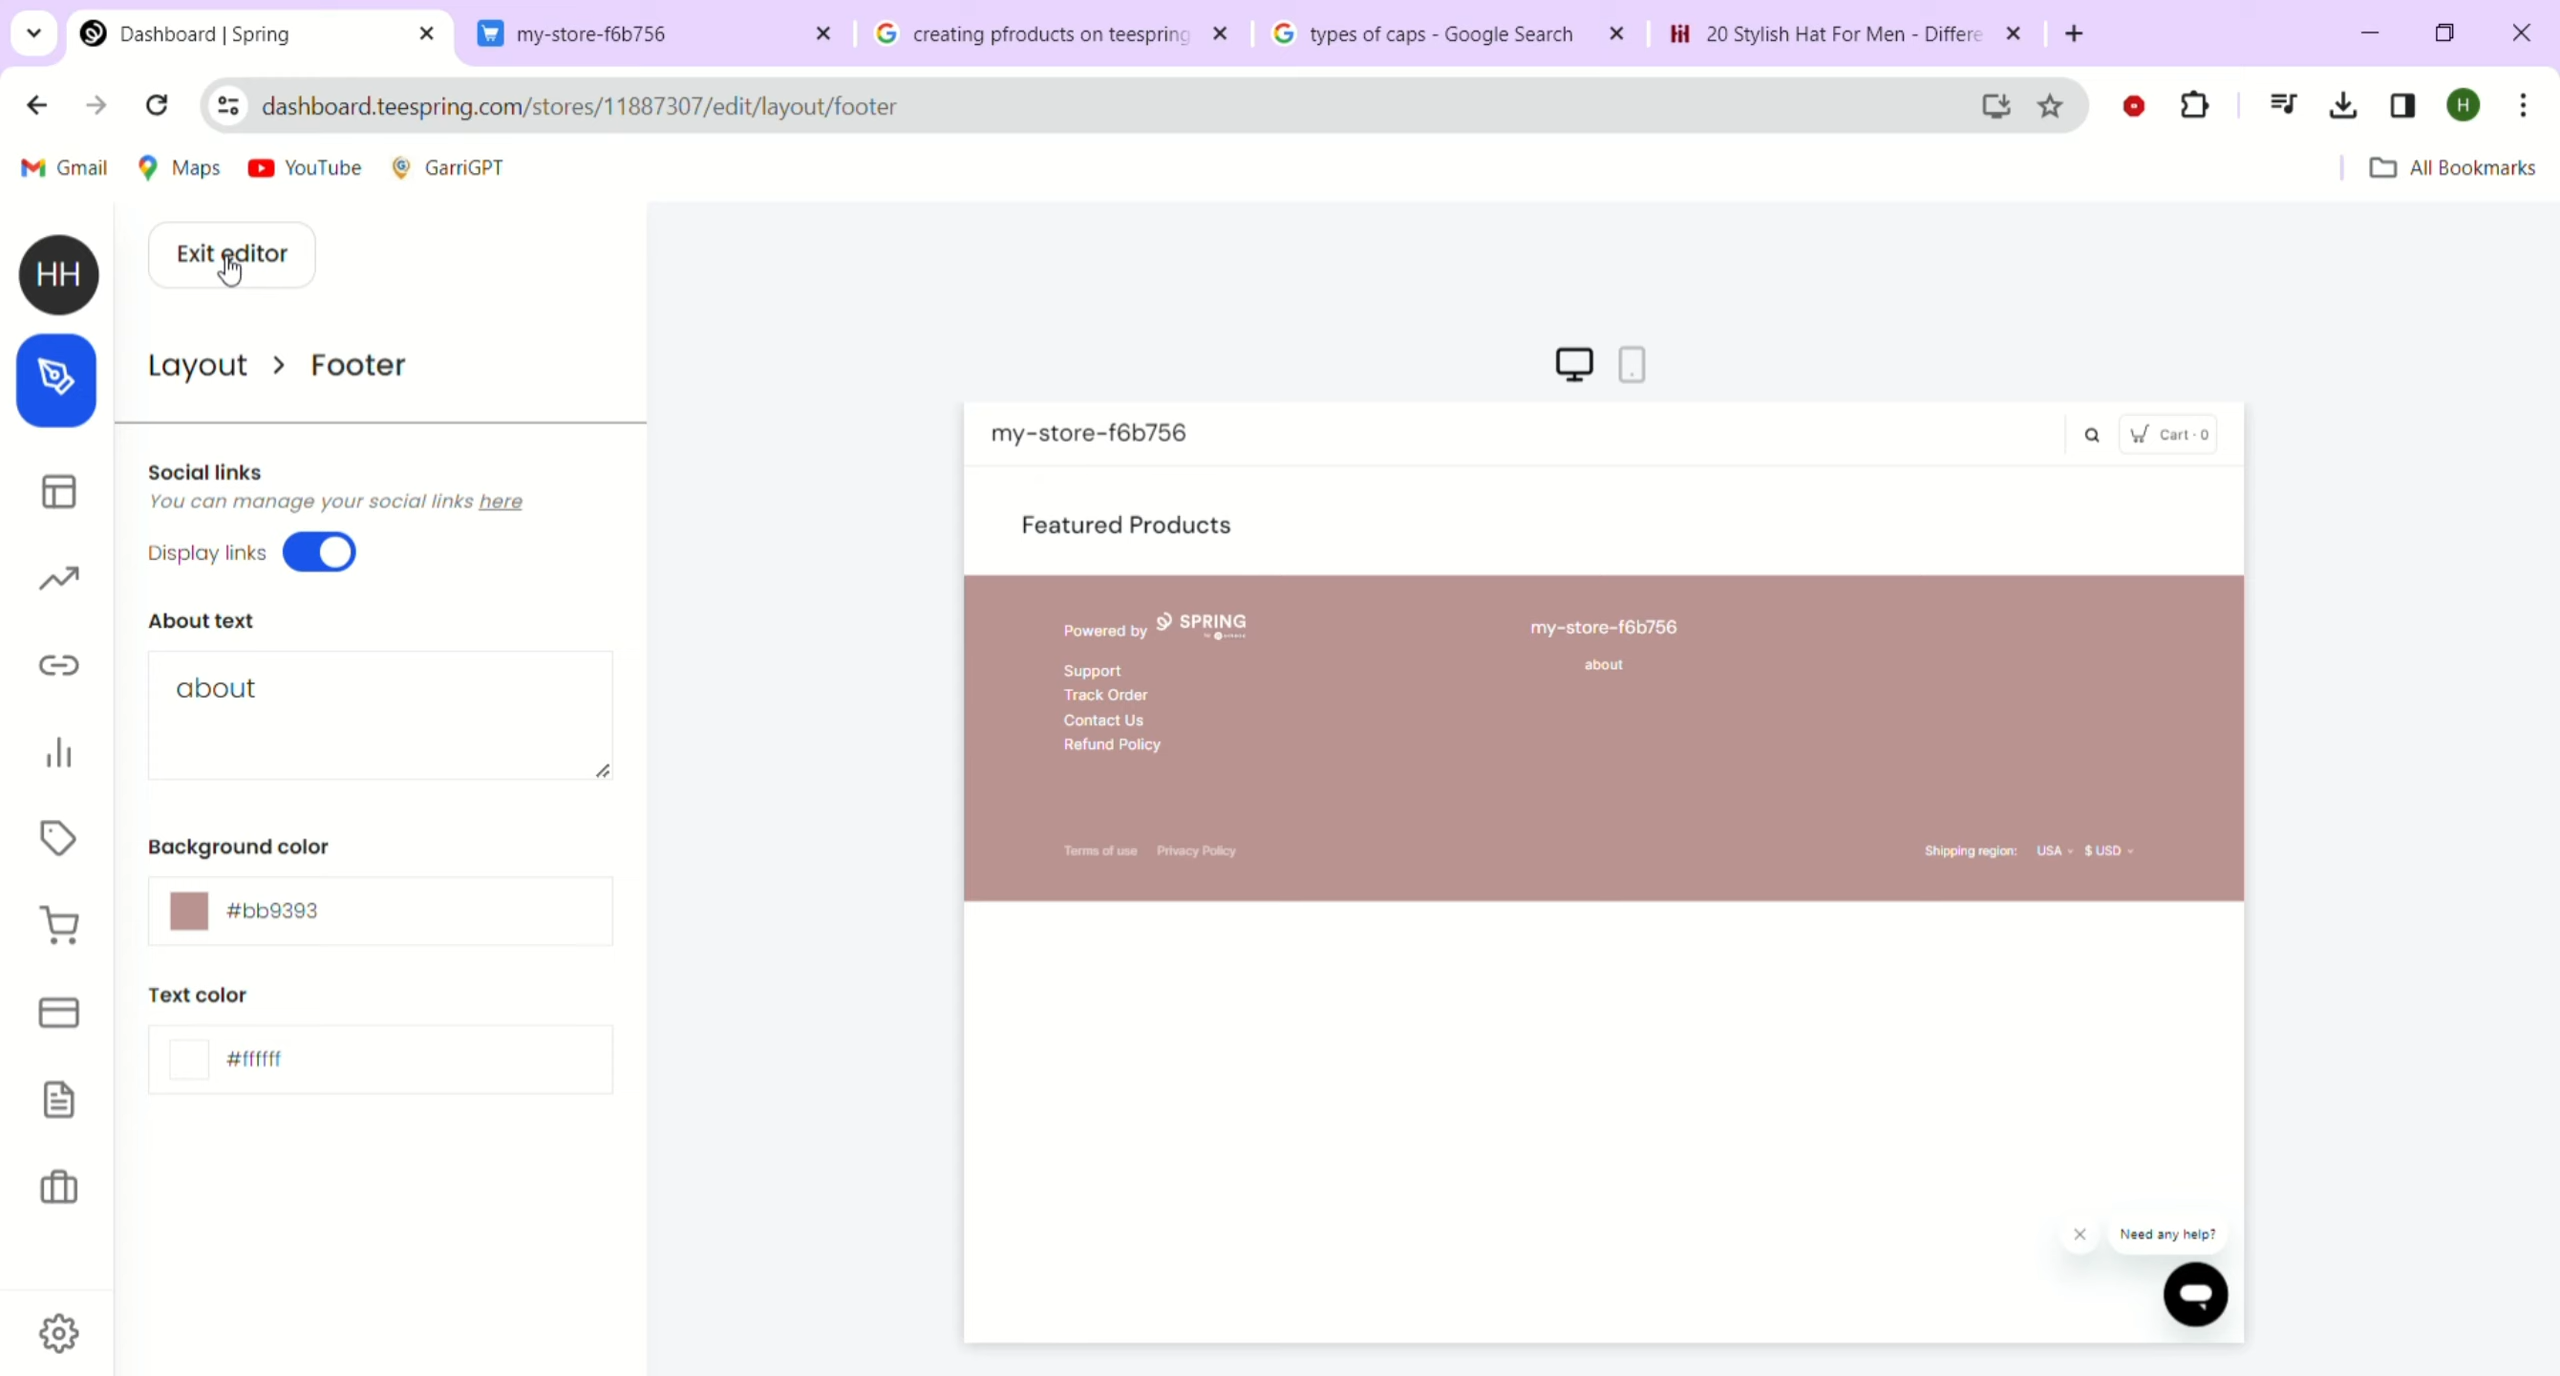 Dashboard | Spring
my-store-f6b756
creating pfroducts on teespring
types of caps - Google Search
20 Stylish Hat For Men - Differe
dashboard.teespring.com/stores/11887307/edit/layout/footer
H
Gmail
Maps
YouTube
GarriGPT
All Bookmarks
HH
Exit editor
Layout > Footer
Social links
You can manage your social links here
Display links
About text
about
Background color
#bb9393
Text color
#ffffff
my-store-f6b756
Cart · 0
Featured Products
Powered by SPRING
Support
Track Order
Contact Us
Refund Policy
my-store-f6b756
about
Terms of use Privacy Policy
Shipping region: USA $ USD
Need any help?